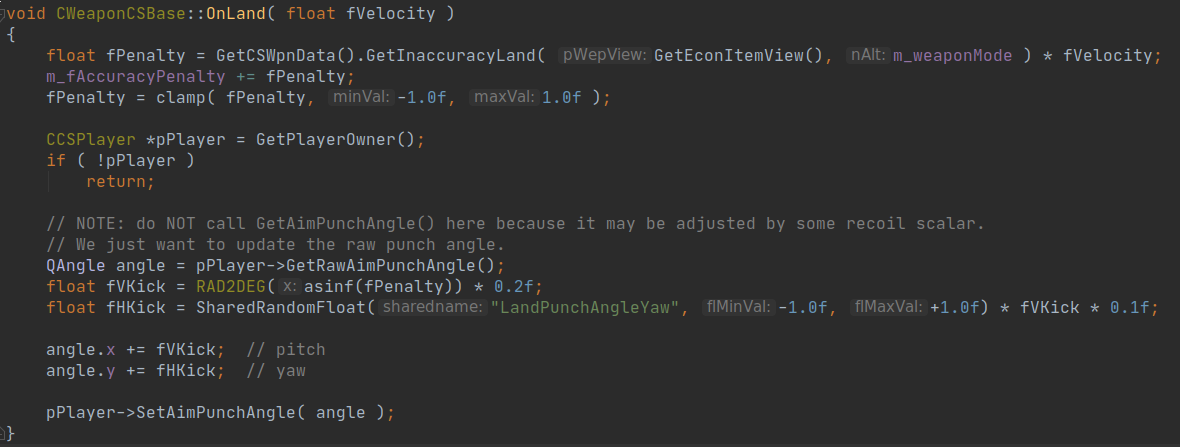 void CWeaponCSBase::OnLand( float fVelocity )
{
    float fPenalty = GetCSWpnData().GetInaccuracyLand( pWepView: GetEconItemView(), nAlt: m_weaponMode ) * fVelocity;
    m_fAccuracyPenalty += fPenalty;
    fPenalty = clamp( fPenalty, minVal: -1.0f, maxVal: 1.0f );

    CCSPlayer *pPlayer = GetPlayerOwner();
    if ( !pPlayer )
        return;

    // NOTE: do NOT call GetAimPunchAngle() here because it may be adjusted by some recoil scalar.
    // We just want to update the raw punch angle.
    QAngle angle = pPlayer->GetRawAimPunchAngle();
    float fVKick = RAD2DEG( x: asinf(fPenalty)) * 0.2f;
    float fHKick = SharedRandomFloat( sharedname: "LandPunchAngleYaw", flMinVal: -1.0f, flMaxVal: +1.0f) * fVKick * 0.1f;

    angle.x += fVKick;  // pitch
    angle.y += fHKick;  // yaw

    pPlayer->SetAimPunchAngle( angle );
}